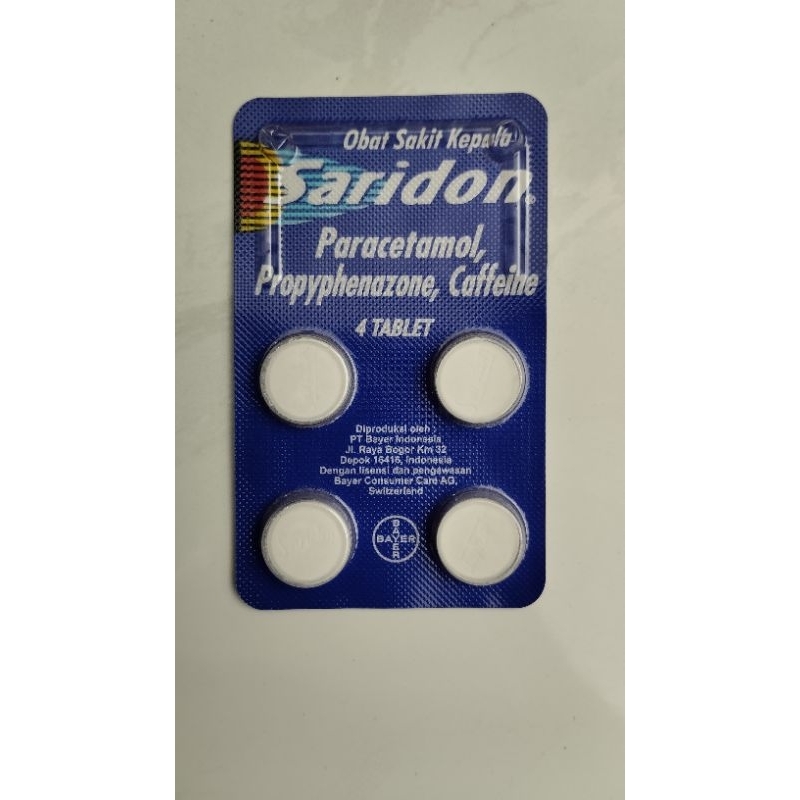 Obat Sakit Kepala
Saridon®
Paracetamol,
Propyphenazone, Caffeine
4 TABLET
Diproduksi oleh :
PT Bayer Indonesia
Jl. Raya Bogor Km 32
Depok 16416, Indonesia
Dengan lisensi dan pengawasan
Bayer Consumer Care AG,
Switzerland
BAYER
BAYER